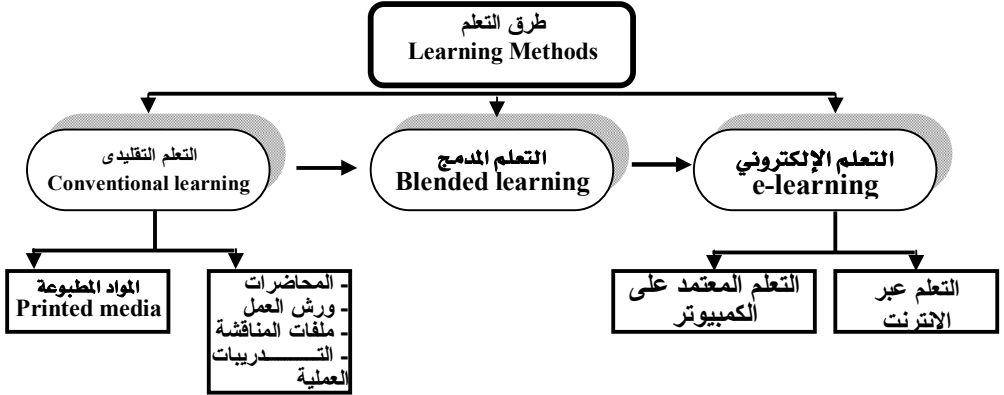 طرق التعلم
Learning Methods
التعلم التقليدى
Conventional learning
التعلم المدمج
Blended learning
التعلم الإلكتروني
e-learning
المواد المطبوعة
Printed media
- المحاضرات
- ورش العمل
- ملفات المناقشة
- التـــــــدريبات
العملية
التعلم المعتمد على
الكمبيوتر
التعلم عبر
الانترنت